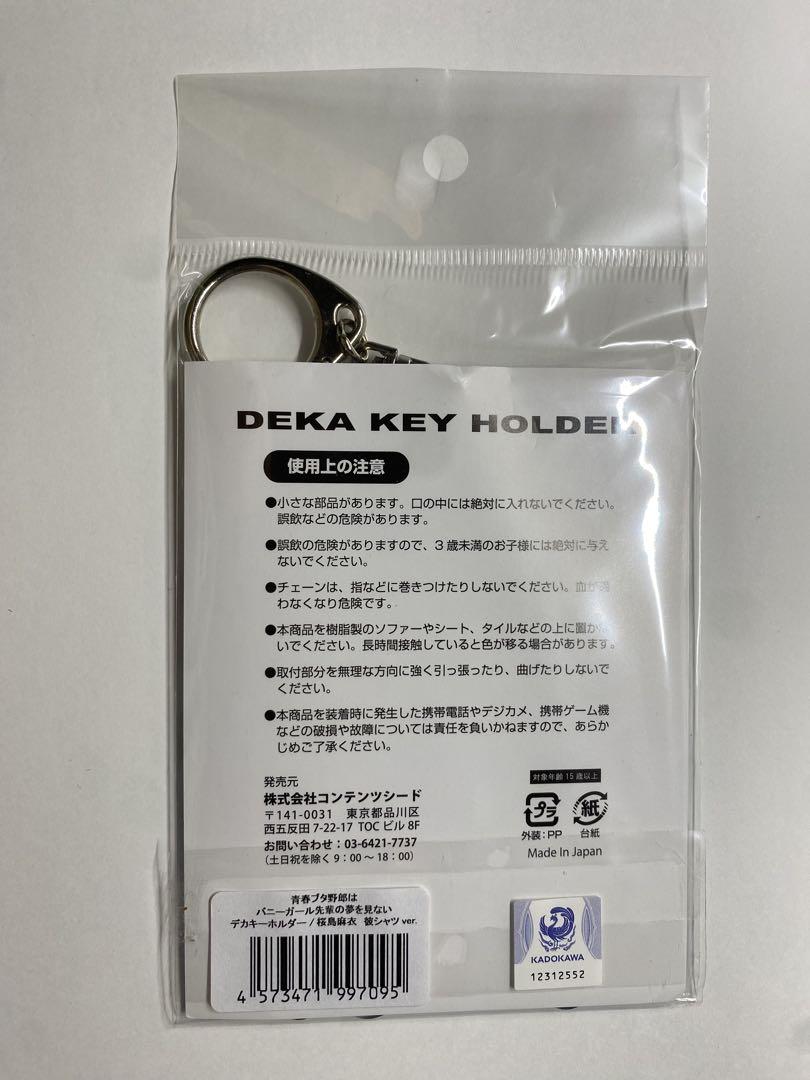 DEKA KEY HOLDER
使用上の注意
●小さな部品があります。口の中には絶対に入れないでください。
誤飲などの危険があります。
●誤飲の危険がありますので、3歳未満のお子様には絶対に与え
ないでください。
●チェーンは、指などに巻きつけたりしないでください。血が通
わなくなり危険です。
●本商品を樹脂製のソファーやシート、タイルなどの上に置かな
いでください。長時間接触していると色が移る場合があります。
●取付部分を無理な方向に強く引っ張ったり、曲げたりしないで
ください。
●本商品を装着時に発生した携帯電話やデジカメ、携帯ゲーム機
などの破損や故障については責任を負いかねますので、あらか
じめご了承ください。
発売元
株式会社コンテンツシード
〒141-0031 東京都品川区
西五反田7-22-17 TOCビル 8F
お問い合わせ：03-6421-7737
（土日祝を除く9：00～18：00）
対象年齢15歳以上
プラ 紙
外装：PP 台紙
Made In Japan
青春ブタ野郎は
バニーガール先輩の夢を見ない
デカキーホルダー / 桜島麻衣 彼シャツver.
4 573471 997095
KADOKAWA
12312552